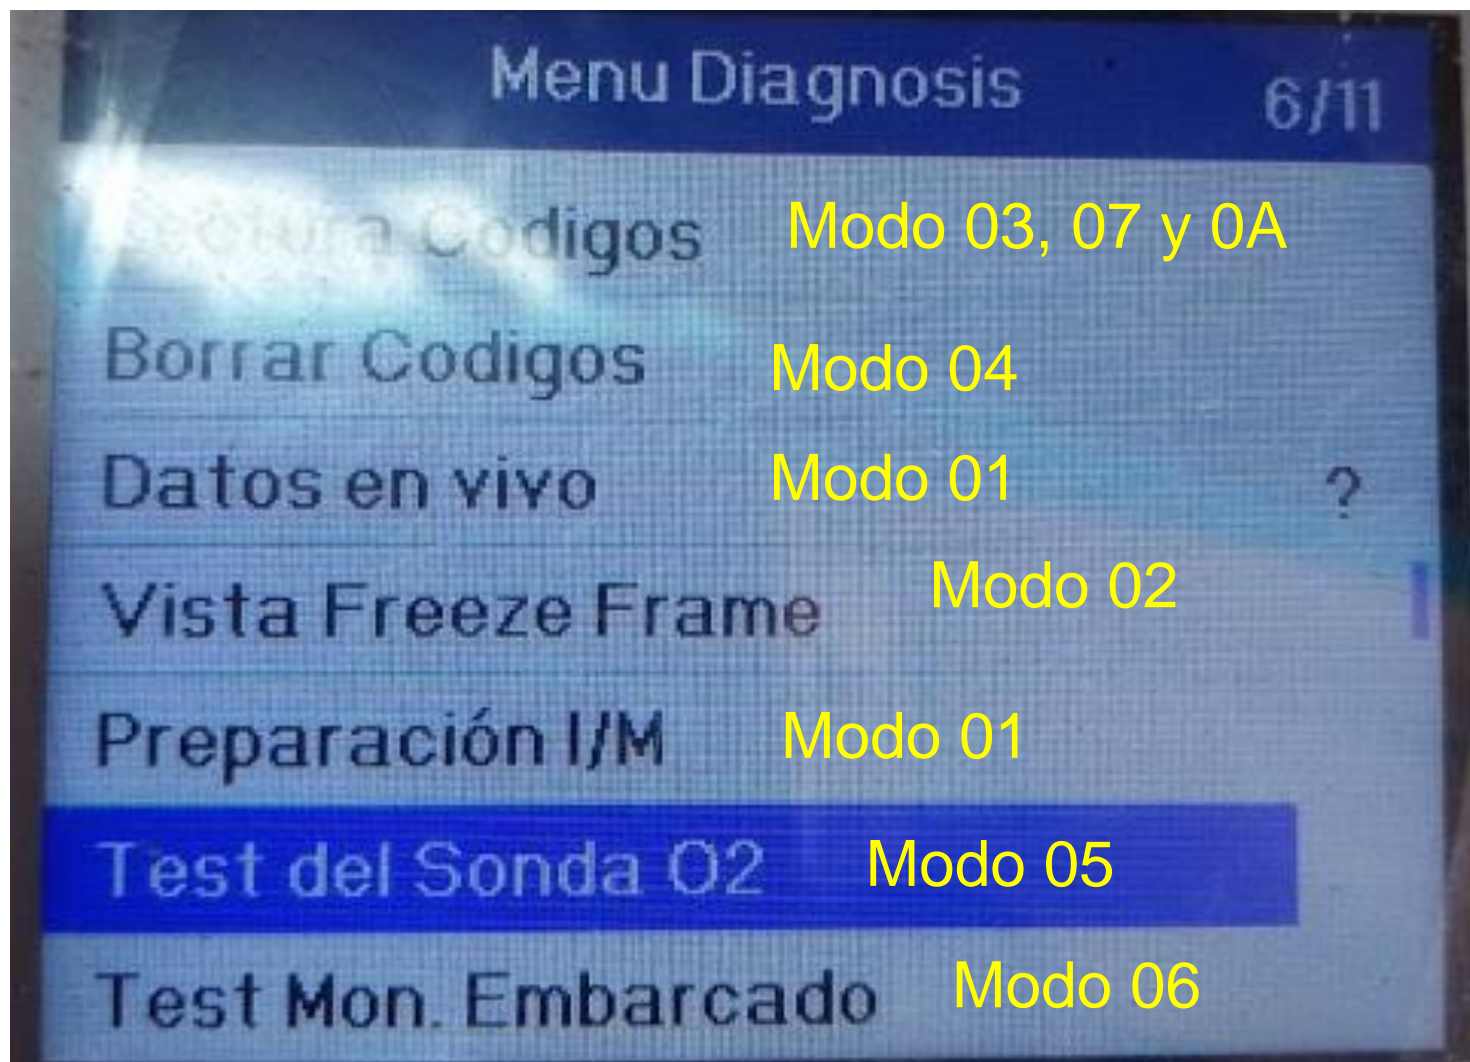 Menu Diagnosis 6/11
Lectura Codigos Modo 03, 07 y 0A
Borrar Codigos Modo 04
Datos en vivo Modo 01 ?
Vista Freeze Frame Modo 02
Preparación I/M Modo 01
Test del Sonda O2 Modo 05
Test Mon. Embarcado Modo 06